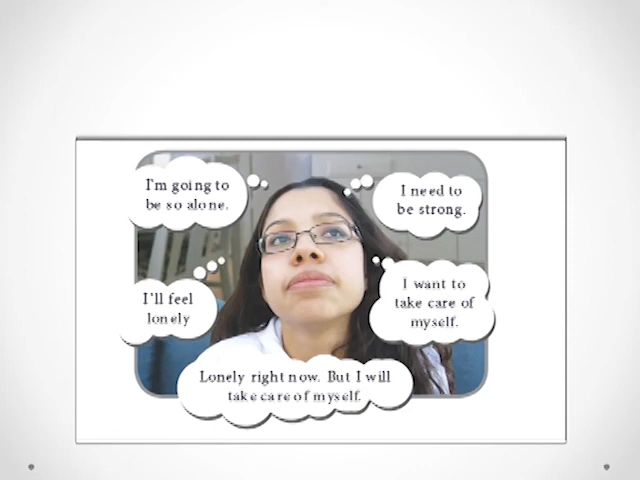 I'm going to
be so alone.
I need to
be strong.
I'll feel
lonely
I want to
take care of
myself.
Lonely right now. But I will
take care of myself.